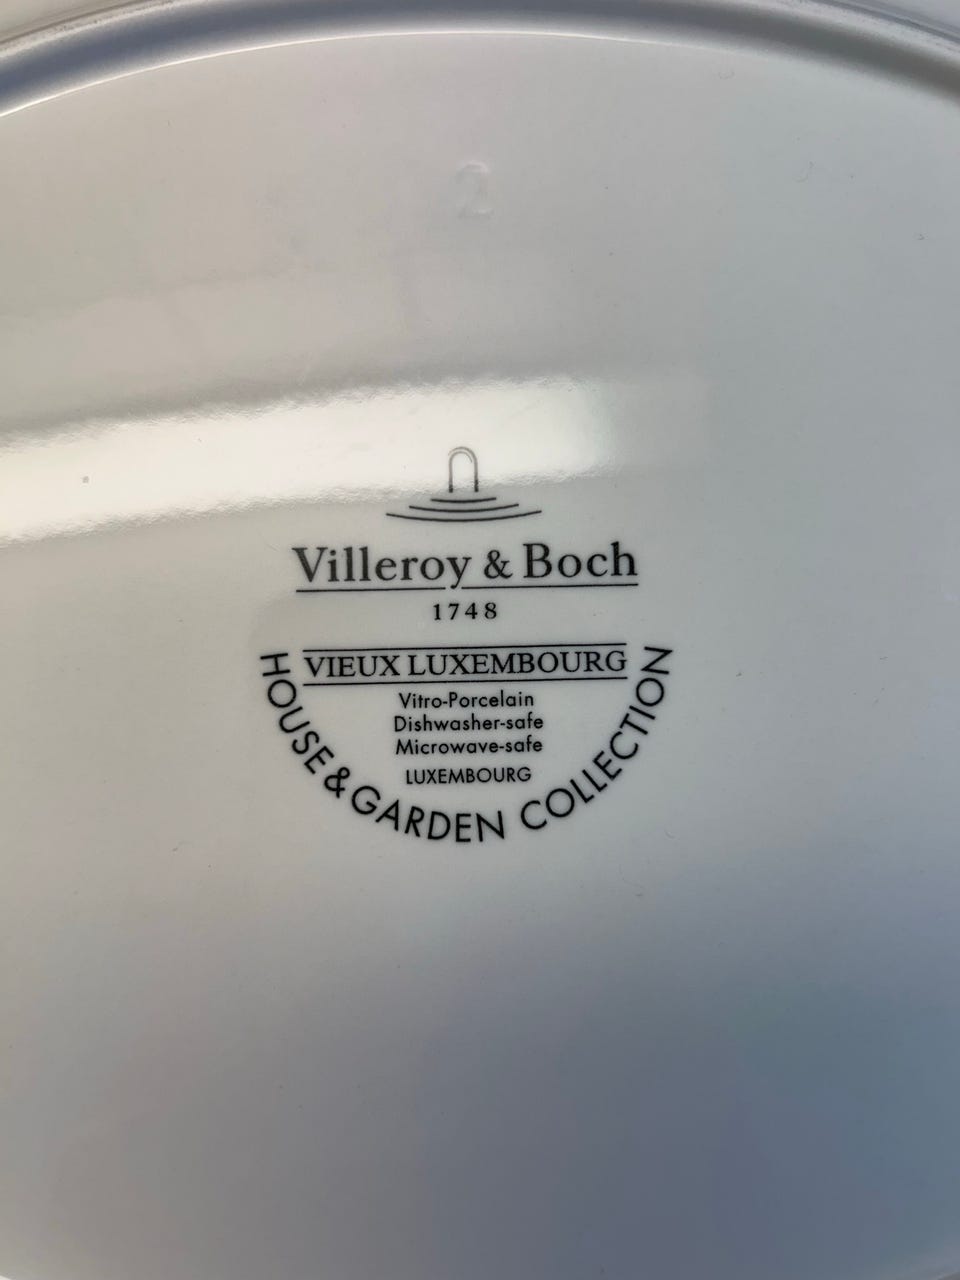 2
Villeroy & Boch
1748
VIEUX LUXEMBOURG
Vitro-Porcelain
Dishwasher-safe
Microwave-safe
LUXEMBOURG
HOUSE & GARDEN COLLECTION